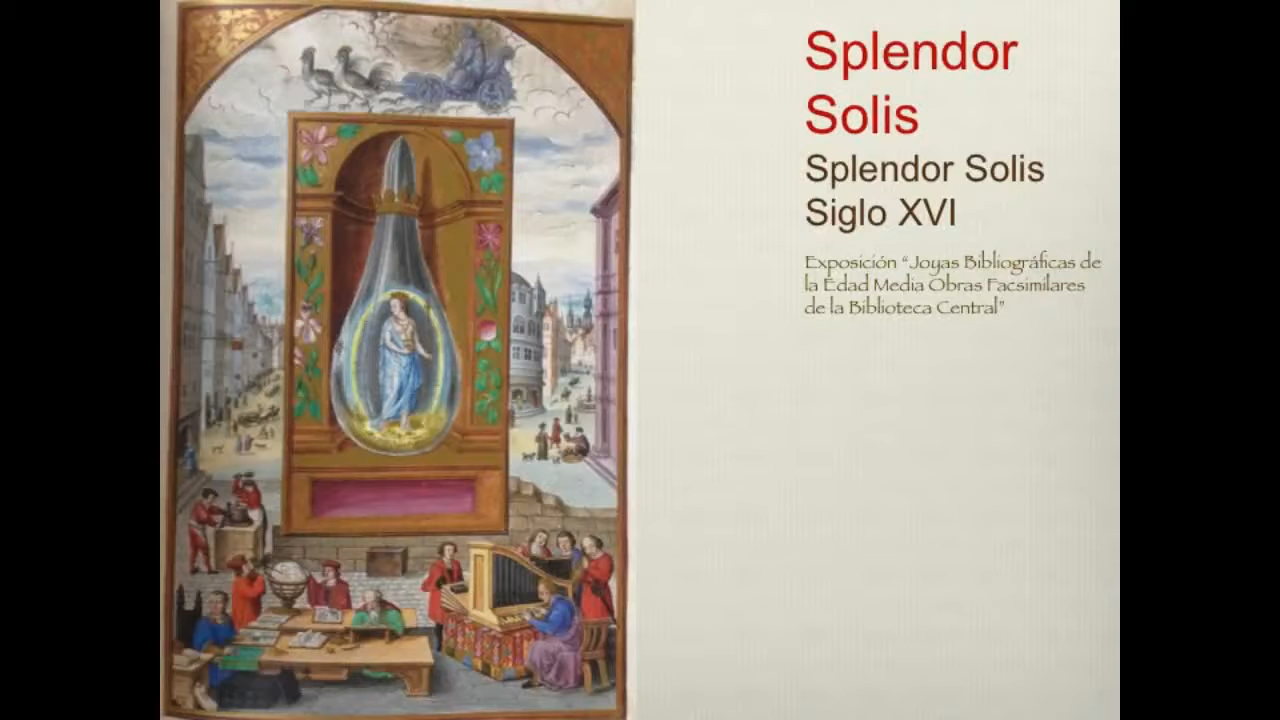 Splendor
Solis
Splendor Solis
Siglo XVI
Exposición “Joyas Bibliográficas de
la Edad Media Obras Facsimilares
de la Biblioteca Central”